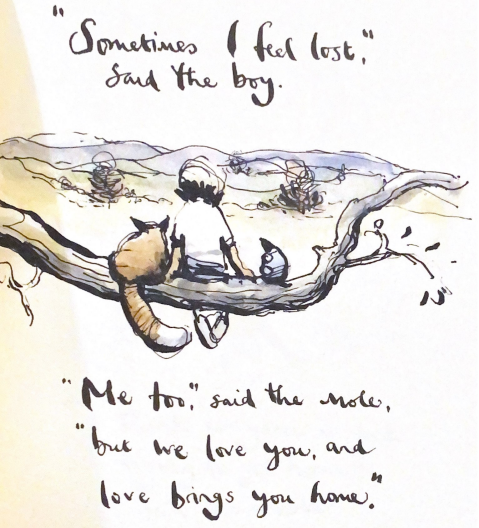 "Sometimes I feel lost,"
said the boy.
"Me too," said the mole,
"but we love you, and
love brings you home."